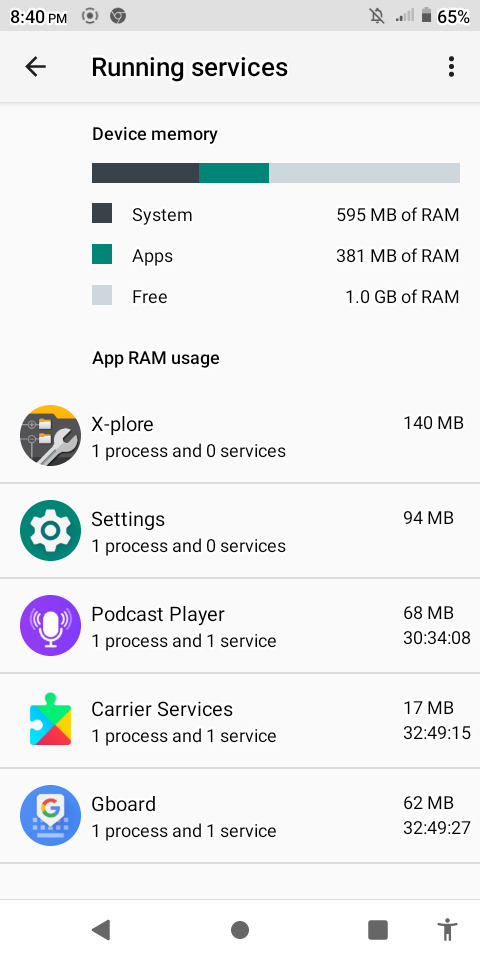 8:40 PM 65%
Running services
Device memory
System 595 MB of RAM
Apps 381 MB of RAM
Free 1.0 GB of RAM
App RAM usage
X-plore 140 MB
1 process and 0 services
Settings 94 MB
1 process and 0 services
Podcast Player 68 MB
1 process and 1 service 30:34:08
Carrier Services 17 MB
1 process and 1 service 32:49:15
Gboard 62 MB
1 process and 1 service 32:49:27